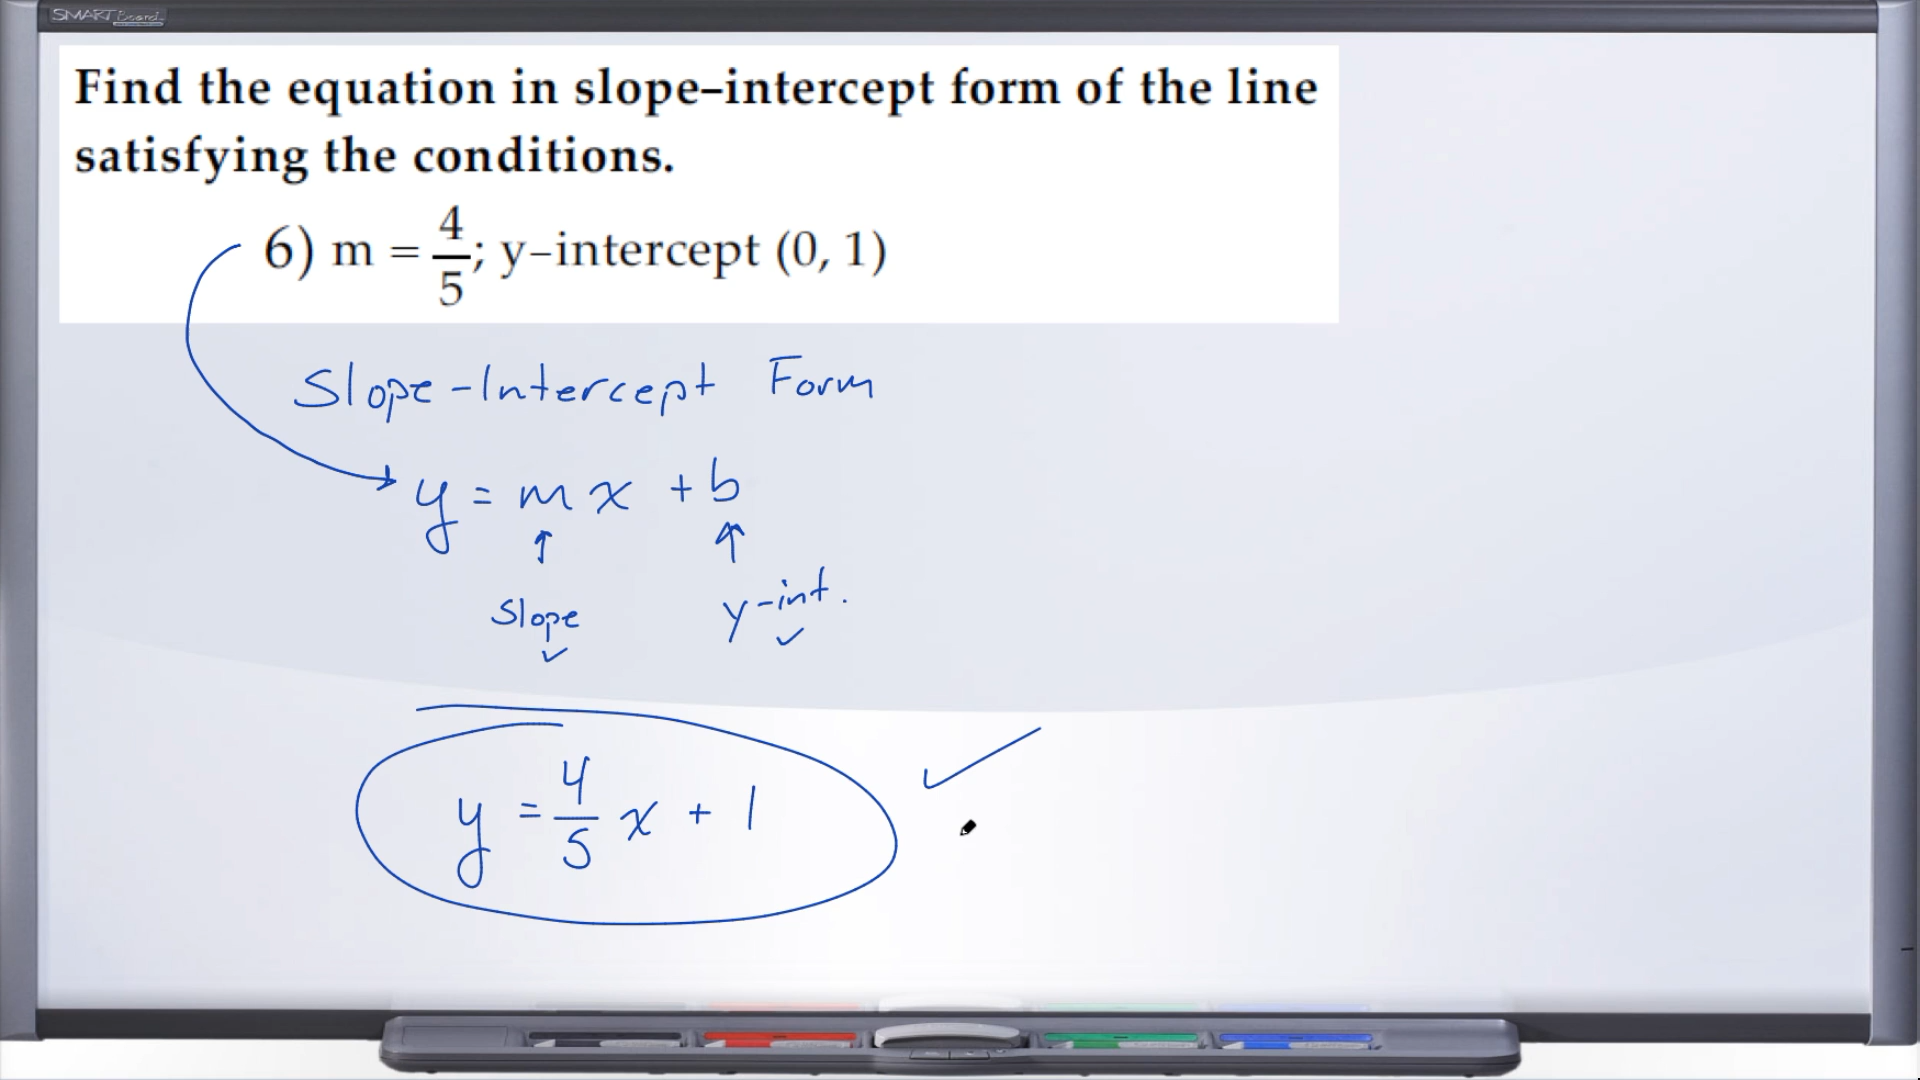 SMART Board
Find the equation in slope–intercept form of the line
satisfying the conditions.
6) m = 4/5; y–intercept (0, 1)
Slope-Intercept Form
y = mx + b
Slope y-int.
y = 4/5 x + 1